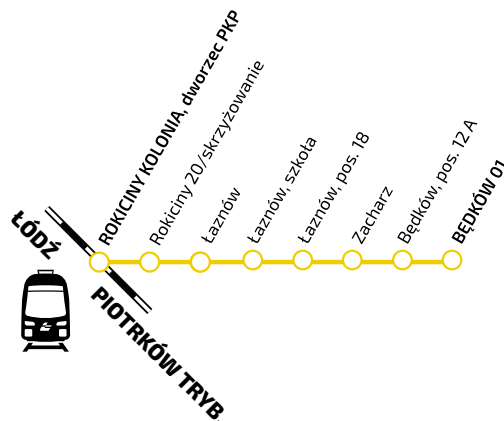 ROKICINY KOLONIA, dworzec PKP
Rokiciny 20/skrzyżowanie
Łaznów
Łaznów, szkoła
Łaznów, pos. 18
Zacharz
Będków, pos. 12 A
BĘDKÓW 01
ŁÓDŹ
PIOTRKÓW TRYB.